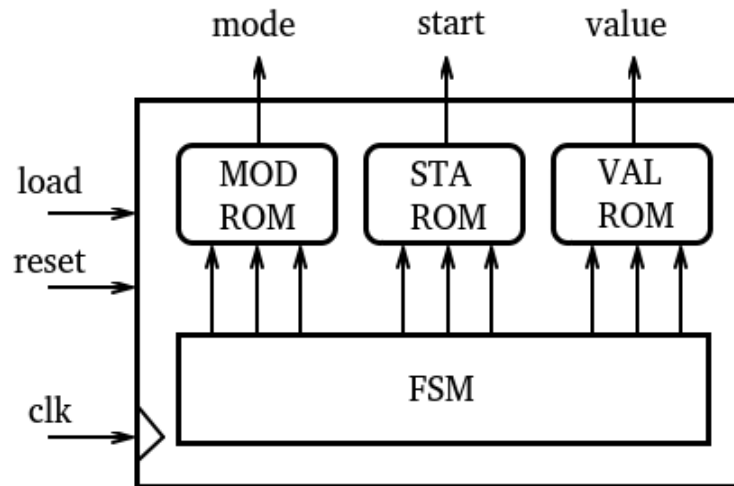 mode start value
MOD ROM
STA ROM
VAL ROM
load
reset
FSM
clk